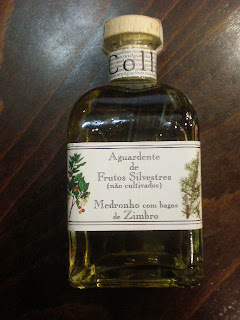 Coll
Aguardente
de
Frutos Silvestres
(não cultivados)
Medronho com bagas
de Zimbro